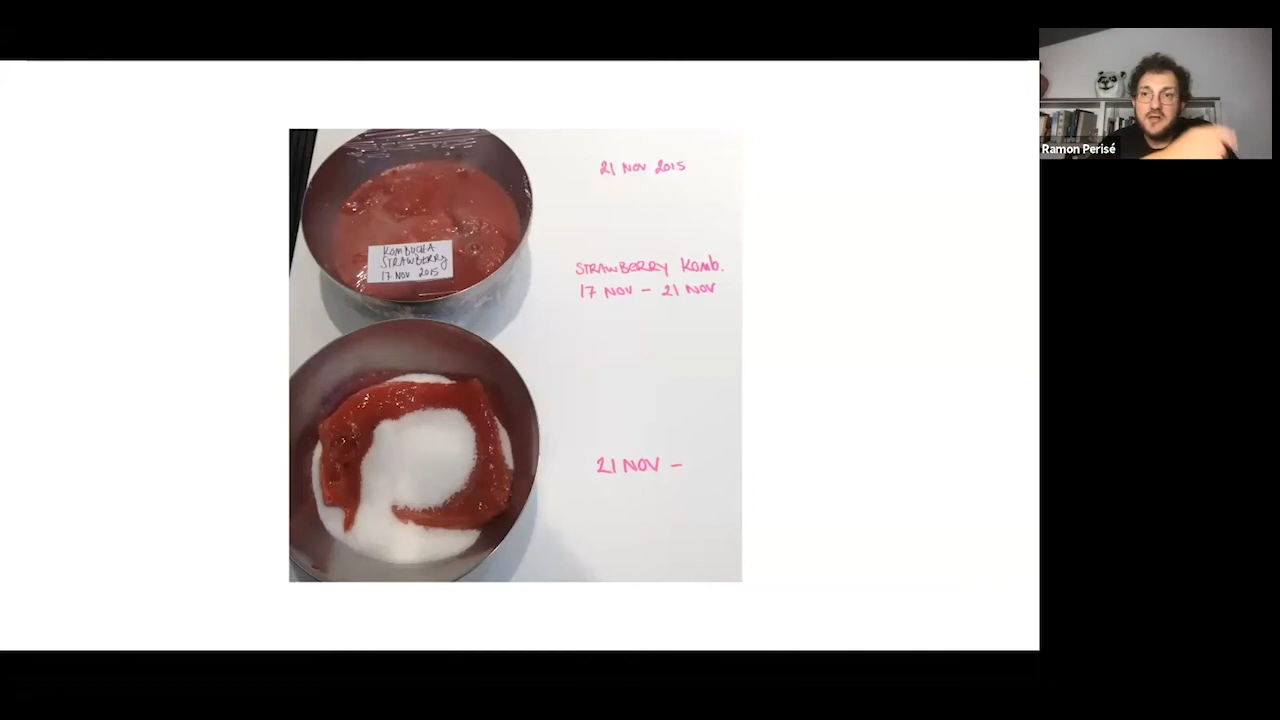 21 NOV 2015
KOMBUCHA
STRAWBERRY
17 NOV 2015
STRAWBERRY Komb.
17 NOV - 21 NOV
21 NOV -
Ramon Perisé